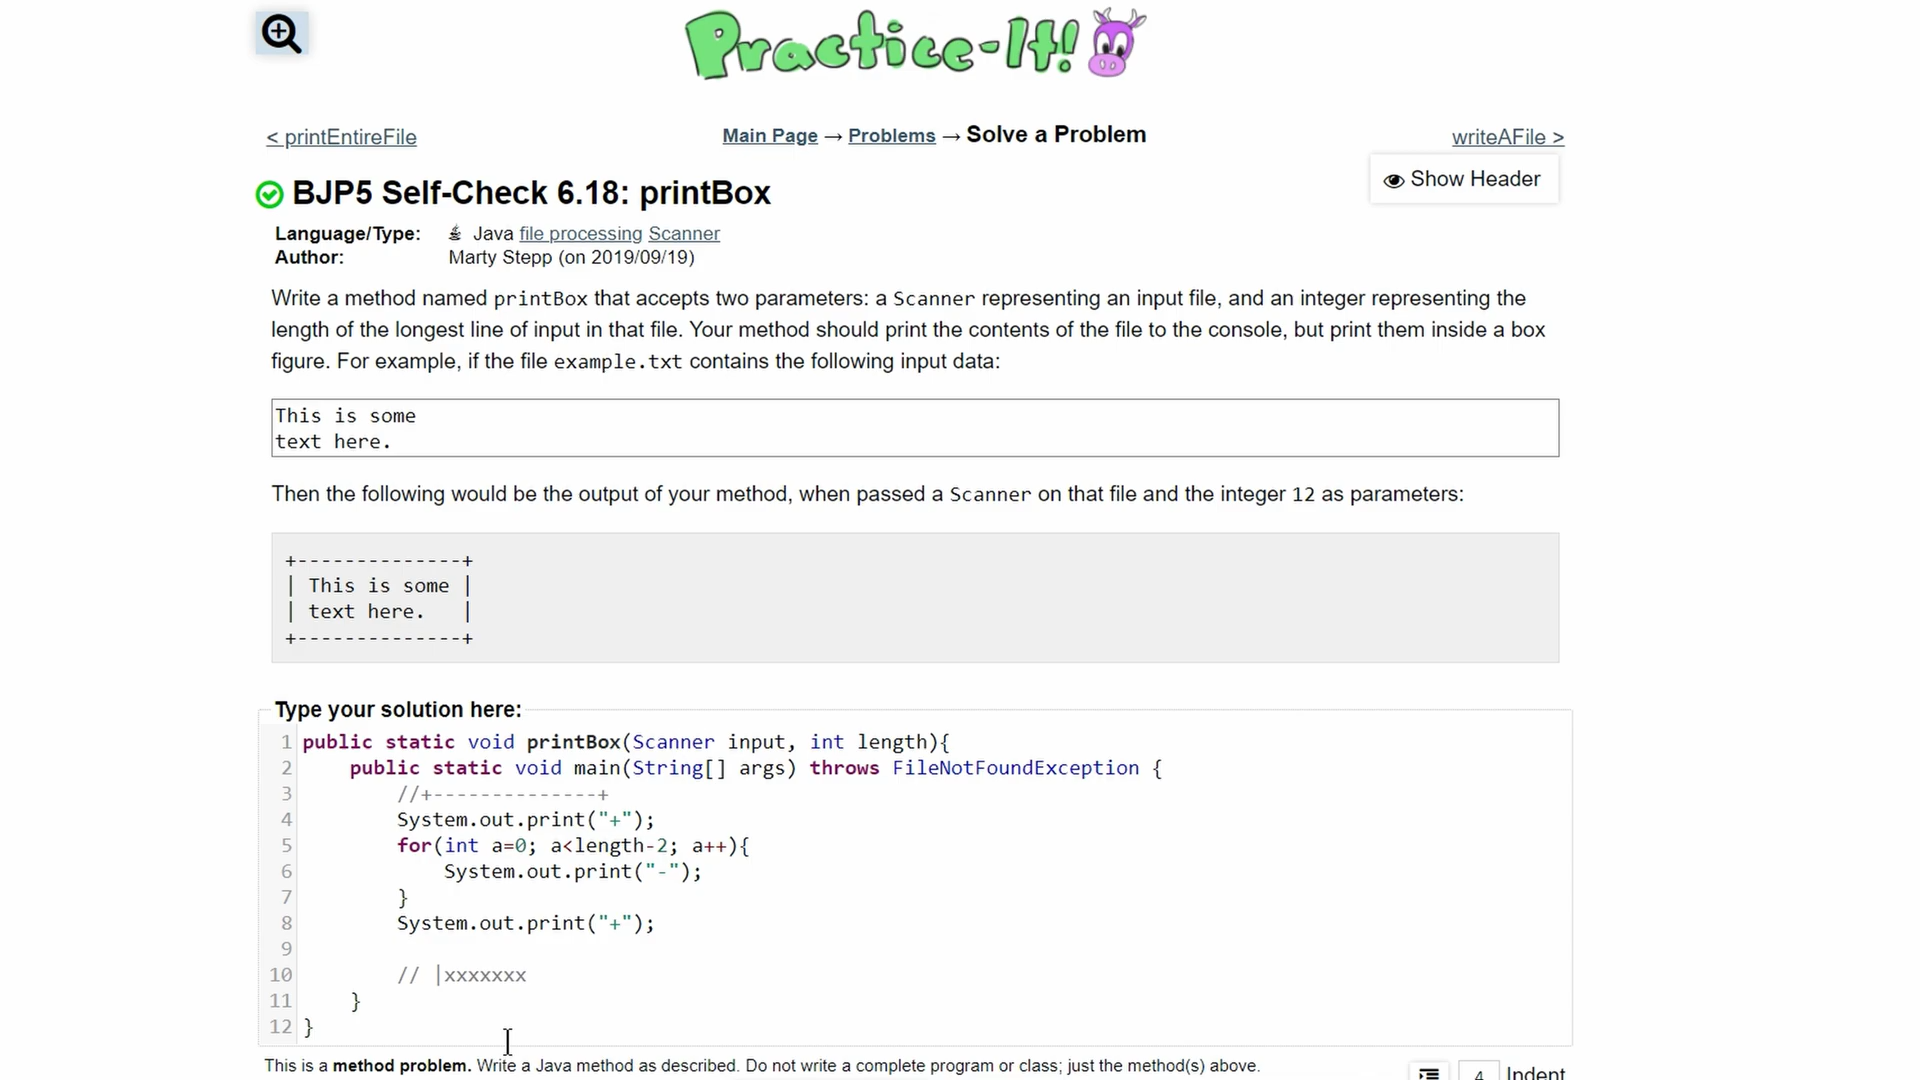 Practice-It!
< printEntireFile
Main Page → Problems → Solve a Problem
writeAFile >
Show Header
BJP5 Self-Check 6.18: printBox
Language/Type: Java file processing Scanner
Author: Marty Stepp (on 2019/09/19)
Write a method named printBox that accepts two parameters: a Scanner representing an input file, and an integer representing the
length of the longest line of input in that file. Your method should print the contents of the file to the console, but print them inside a box
figure. For example, if the file example.txt contains the following input data:
This is some
text here.
Then the following would be the output of your method, when passed a Scanner on that file and the integer 12 as parameters:
+--------------+
| This is some |
| text here.   |
+--------------+
Type your solution here:
1 public static void printBox(Scanner input, int length){
2     public static void main(String[] args) throws FileNotFoundException {
3         //+--------------+
4         System.out.print("+");
5         for(int a=0; a<length-2; a++){
6             System.out.print("-");
7         }
8         System.out.print("+");
9
10         // |xxxxxxx
11     }
12 }
This is a method problem. Write a Java method as described. Do not write a complete program or class; just the method(s) above.
4 Indent